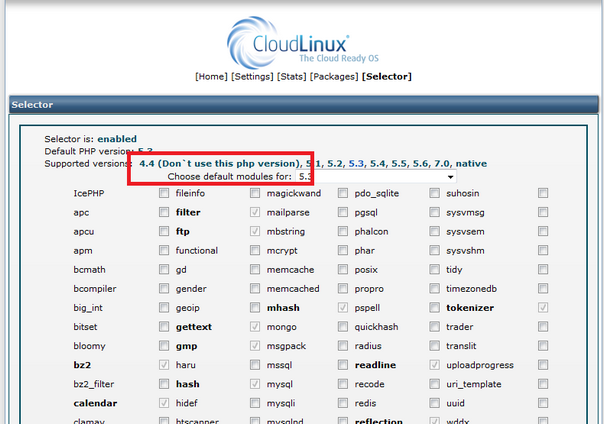 CloudLinux
The Cloud Ready OS
[Home] [Settings] [Stats] [Packages] [Selector]
Selector
Selector is: enabled
Default PHP version: 5.3
Supported versions: 4.4 (Don`t use this php version), 5.1, 5.2, 5.3, 5.4, 5.5, 5.6, 7.0, native
Choose default modules for: 5.3
IcePHP fileinfo magickwand pdo_sqlite suhosin
apc filter mailparse pgsql sysvmsg
apcu ftp mbstring phalcon sysvsem
apm functional mcrypt phar sysvshm
bcmath gd memcache posix tidy
bcompiler gender memcached propro timezonedb
big_int geoip mhash pspell tokenizer
bitset gettext mongo quickhash trader
bloomy gmp msgpack radius translit
bz2 haru mssql readline uploadprogress
bz2_filter hash mysql recode uri_template
calendar hidef mysqli redis uuid
clamav htscanner mysqlnd reflection wddx